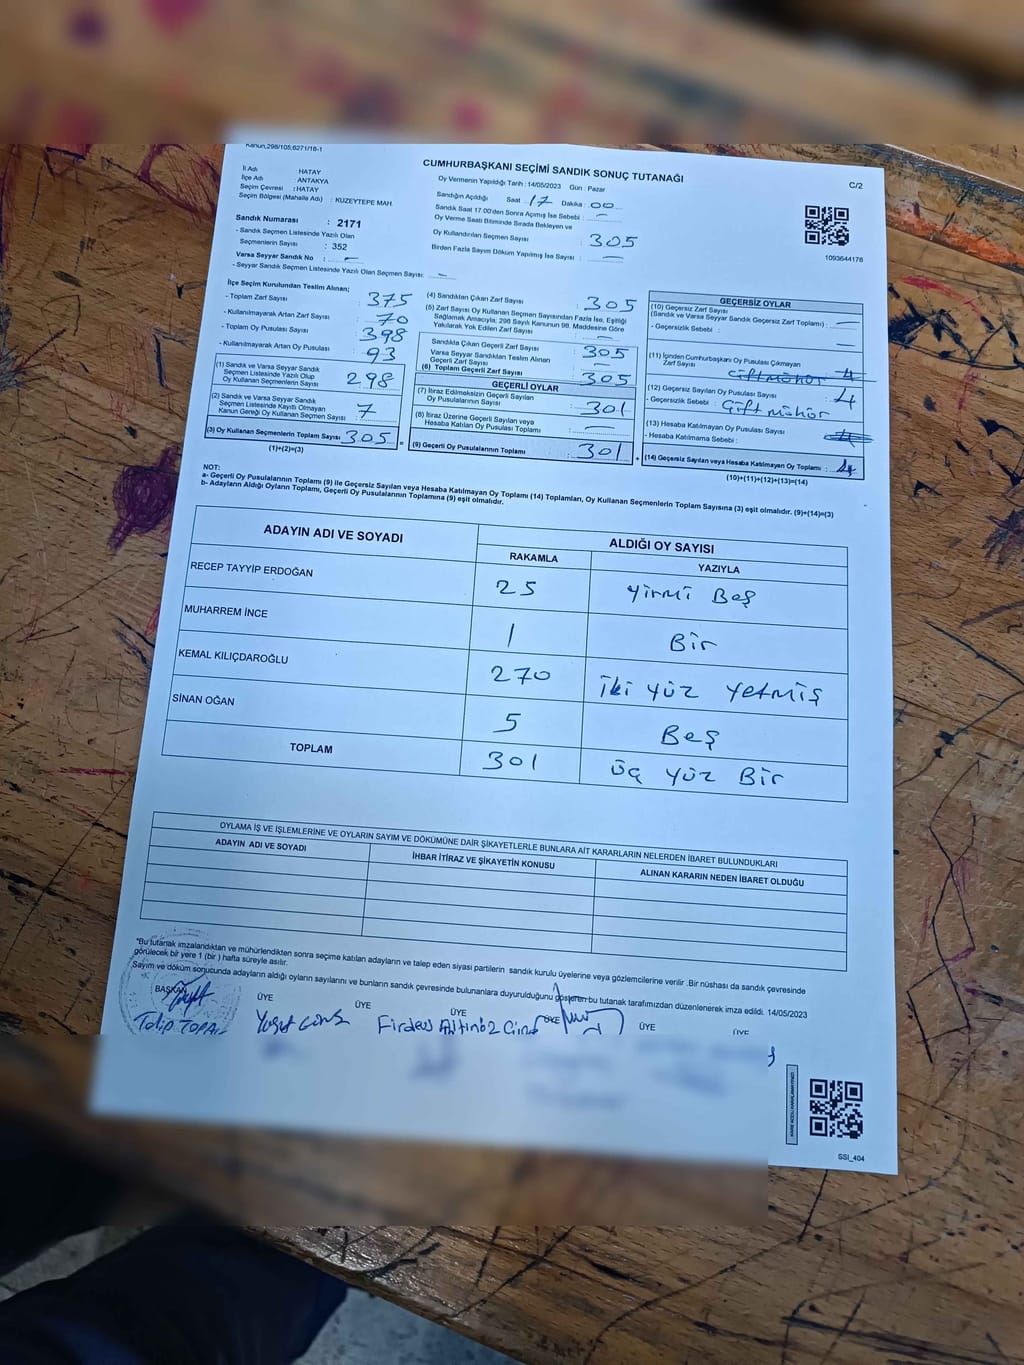 Kanun,298/105,6271/18-1
CUMHURBAŞKANI SEÇİMİ SANDIK SONUÇ TUTANAĞI
C/2
İl Adı : HATAY
İlçe Adı : ANTAKYA
Seçim Çevresi : HATAY
Seçim Bölgesi (Mahalle Adı) : KUZEYTEPE MAH.
Sandık Numarası : 2171
- Sandık Seçmen Listesinde Yazılı Olan
Seçmenlerin Sayısı : 352
Varsa Seyyar Sandık No : -
- Seyyar Sandık Seçmen Listesinde Yazılı Olan Seçmen Sayısı: -
Oy Vermenin Yapıldığı Tarih : 14/05/2023 Gün : Pazar
Sandığın Açıldığı Saat 17 Dakika : 00
Sandık Saat 17:00'den Sonra Açılmış İse Sebebi : -
Oy Verme Saati Bitiminde Sırada Bekleyen ve
Oy Kullandırılan Seçmen Sayısı : 305
Birden Fazla Sayım Döküm Yapılmış İse Sayısı : -
1093644178
İlçe Seçim Kurulundan Teslim Alınan;
- Toplam Zarf Sayısı : 375
- Kullanılmayarak Artan Zarf Sayısı : 70
- Toplam Oy Pusulası Sayısı : 398
- Kullanılmayarak Artan Oy Pusulası : 93
(1) Sandık ve Varsa Seyyar Sandık
Seçmen Listesinde Yazılı Olup
Oy Kullanan Seçmenlerin Sayısı : 298
(2) Sandık ve Varsa Seyyar Sandık
Seçmen Listesinde Kayıtlı Olmayan
Kanun Gereği Oy Kullanan Seçmen Sayısı : 7
(3) Oy Kullanan Seçmenlerin Toplam Sayısı : 305
(1)+(2)=(3)
(4) Sandıktan Çıkan Zarf Sayısı : 305
(5) Zarf Sayısı Oy Kullanan Seçmen Sayısından Fazla İse, Eşitliği
Sağlamak Amacıyla, 298 Sayılı Kanunun 98. Maddesine Göre
Yakılarak Yok Edilen Zarf Sayısı : -
Sandıkta Çıkan Geçerli Zarf Sayısı : 305
Varsa Seyyar Sandıktan Teslim Alınan
Geçerli Zarf Sayısı : -
(6) Toplam Geçerli Zarf Sayısı : 305
GEÇERLİ OYLAR
(7) İtiraz Edilmeksizin Geçerli Sayılan
Oy Pusulalarının Sayısı : 301
(8) İtiraz Üzerine Geçerli Sayılan veya
Hesaba Katılan Oy Pusulası Toplamı : -
= (9) Geçerli Oy Pusulalarının Toplamı : 301
GEÇERSİZ OYLAR
(10) Geçersiz Zarf Sayısı
(Sandık ve Varsa Seyyar Sandık Geçersiz Zarf Toplamı) : -
- Geçersizlik Sebebi : -
(11) İçinden Cumhurbaşkanı Oy Pusulası Çıkmayan
Zarf Sayısı : Çift mühür 4
(12) Geçersiz Sayılan Oy Pusulası Sayısı : 4
- Geçersizlik Sebebi : Çift mühür
(13) Hesaba Katılmayan Oy Pusulası Sayısı :
- Hesaba Katılmama Sebebi :
+ (14) Geçersiz Sayılan veya Hesaba Katılmayan Oy Toplamı : 4
(10)+(11)+(12)+(13)=(14)
NOT:
a- Geçerli Oy Pusulalarının Toplamı (9) ile Geçersiz Sayılan veya Hesaba Katılmayan Oy Toplamı (14) Toplamları, Oy Kullanan Seçmenlerin Toplam Sayısına (3) eşit olmalıdır. (9)+(14)=(3)
b- Adayların Aldığı Oyların Toplamı, Geçerli Oy Pusulalarının Toplamına (9) eşit olmalıdır.
ADAYIN ADI VE SOYADI
ALDIĞI OY SAYISI
RAKAMLA YAZIYLA
RECEP TAYYİP ERDOĞAN 25 Yirmi Beş
MUHARREM İNCE 1 Bir
KEMAL KILIÇDAROĞLU 270 İki yüz Yetmiş
SİNAN OĞAN 5 Beş
TOPLAM 301 üç yüz Bir
OYLAMA İŞ VE İŞLEMLERİNE VE OYLARIN SAYIM VE DÖKÜMÜNE DAİR ŞİKAYETLERLE BUNLARA AİT KARARLARIN NELERDEN İBARET BULUNDUKLARI
ADAYIN ADI VE SOYADI İHBAR İTİRAZ VE ŞİKAYETİN KONUSU ALINAN KARARIN NEDEN İBARET OLDUĞU
"Bu tutanak imzalandıktan ve mühürlendikten sonra seçime katılan adayların ve talep eden siyasi partilerin sandık kurulu üyelerine veya gözlemcilerine verilir .Bir nüshası da sandık çevresinde
görülecek bir yere 1 (bir ) hafta süreyle asılır.
Sayım ve döküm sonucunda adayların aldığı oyların sayılarını ve bunların sandık çevresinde bulunanlara duyurulduğunu gösteren bu tutanak tarafımızdan düzenlenerek imza edildi. 14/05/2023
BAŞKAN ÜYE ÜYE ÜYE ÜYE ÜYE ÜYE
SSI_404